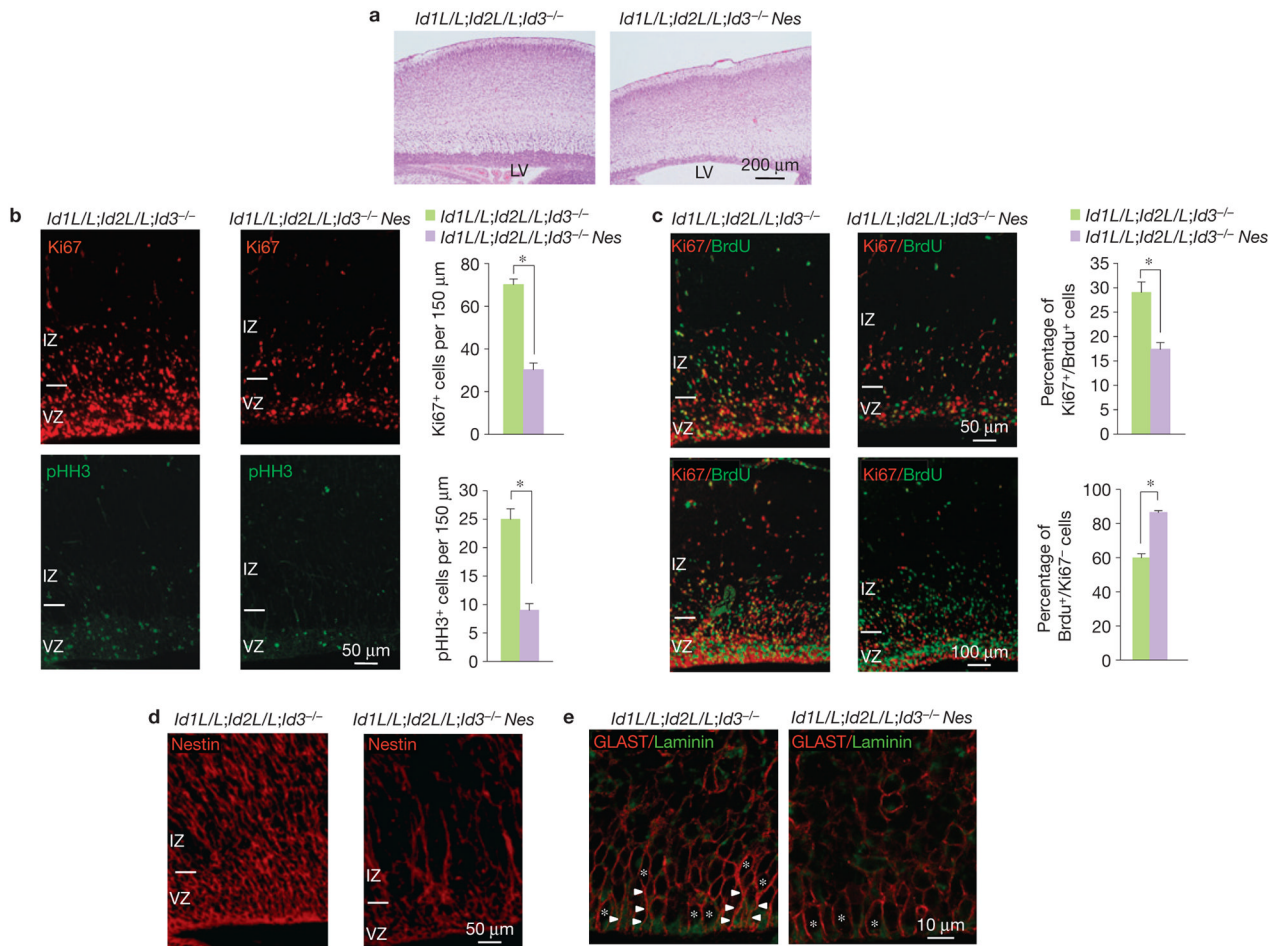 a
Id1L/L;Id2L/L;Id3–/–
Id1L/L;Id2L/L;Id3–/– Nes
LV
LV
200 μm
b
Id1L/L;Id2L/L;Id3–/–
Id1L/L;Id2L/L;Id3–/– Nes
Id1L/L;Id2L/L;Id3–/–
Id1L/L;Id2L/L;Id3–/– Nes
Ki67
IZ
VZ
Ki67
IZ
VZ
Ki67+ cells per 150 μm
80
60
40
20
0
*
pHH3
IZ
VZ
pHH3
IZ
VZ
50 μm
pHH3+ cells per 150 μm
30
25
20
15
10
5
0
*
c
Id1L/L;Id2L/L;Id3–/–
Id1L/L;Id2L/L;Id3–/– Nes
Id1L/L;Id2L/L;Id3–/–
Id1L/L;Id2L/L;Id3–/– Nes
Ki67/BrdU
IZ
VZ
Ki67/BrdU
IZ
VZ
50 μm
Percentage of
Ki67+/Brdu+ cells
35
30
25
20
15
10
5
0
*
Ki67/BrdU
IZ
VZ
Ki67/BrdU
IZ
VZ
100 μm
Percentage of
Brdu+/Ki67– cells
100
80
60
40
20
0
*
d
Id1L/L;Id2L/L;Id3–/–
Id1L/L;Id2L/L;Id3–/– Nes
Nestin
IZ
VZ
Nestin
IZ
VZ
50 μm
e
Id1L/L;Id2L/L;Id3–/–
Id1L/L;Id2L/L;Id3–/– Nes
GLAST/Laminin
* * * * * *
GLAST/Laminin
* * *
10 μm